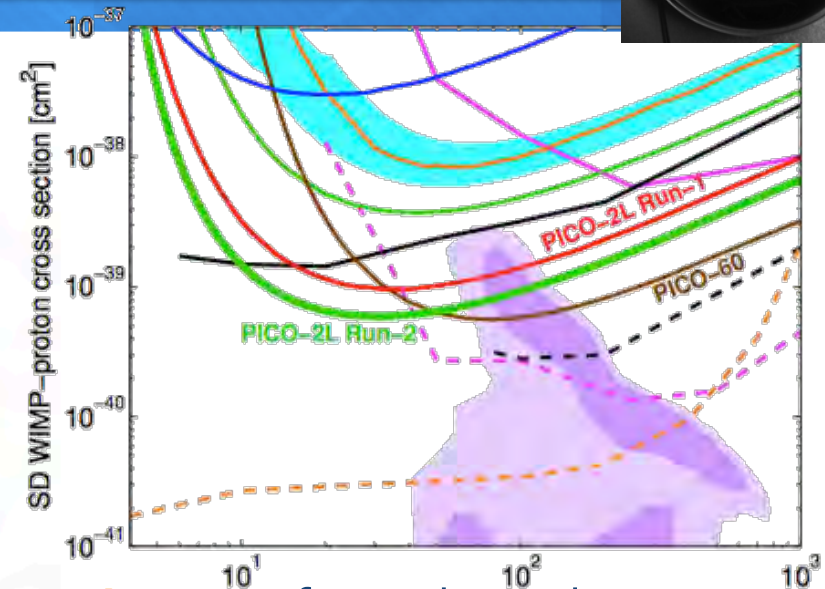 10⁻³⁷
10⁻³⁸
10⁻³⁹
10⁻⁴⁰
10⁻⁴¹
SD WIMP−proton cross section [cm²]
PICO−2L Run−1
PICO−60
PICO−2L Run−2
10¹
10²
10³